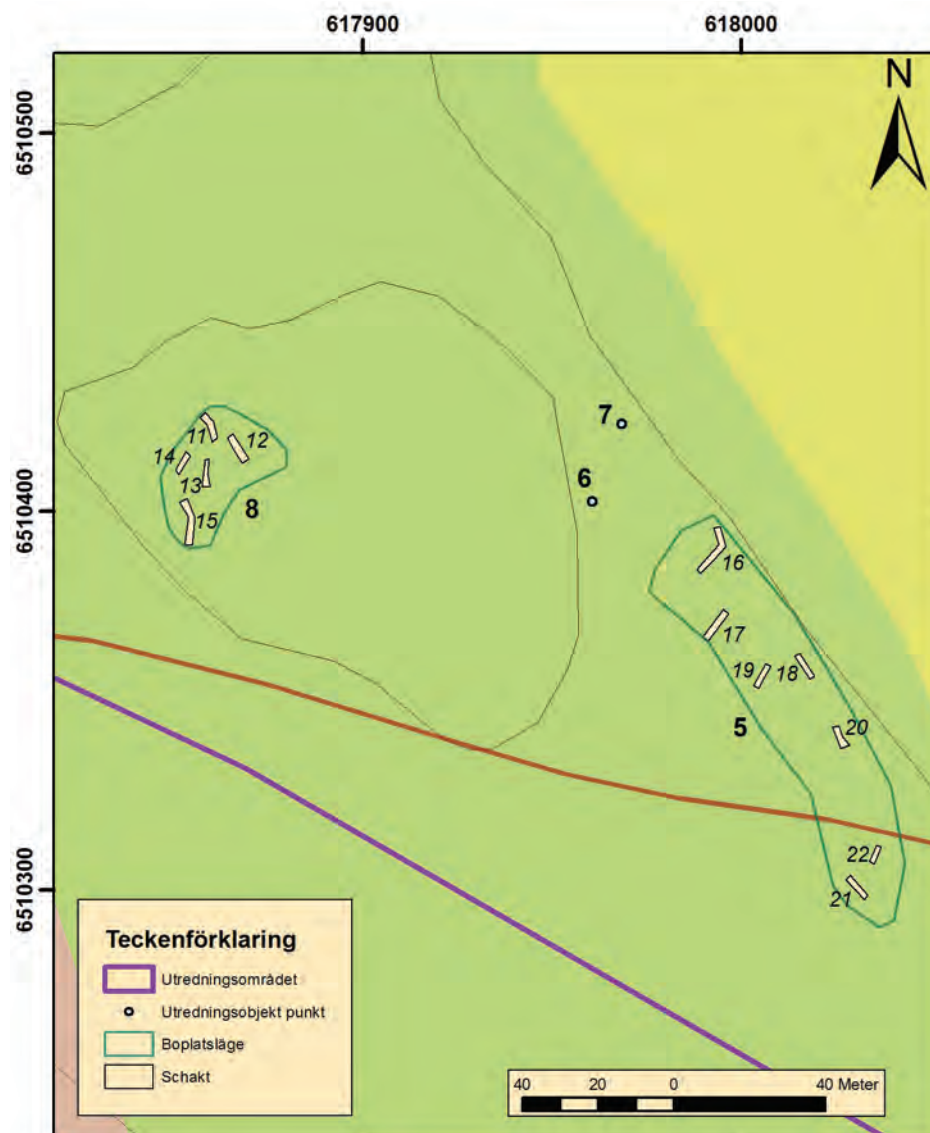 617900 618000
N
6510500
6510400
6510300
7
6
11
12
14
13
15
8
16
17
19
18
20
5
22
21
Teckenförklaring
Utredningsområdet
Utredningsobjekt punkt
Boplatsläge
Schakt
40 20 0 40 Meter